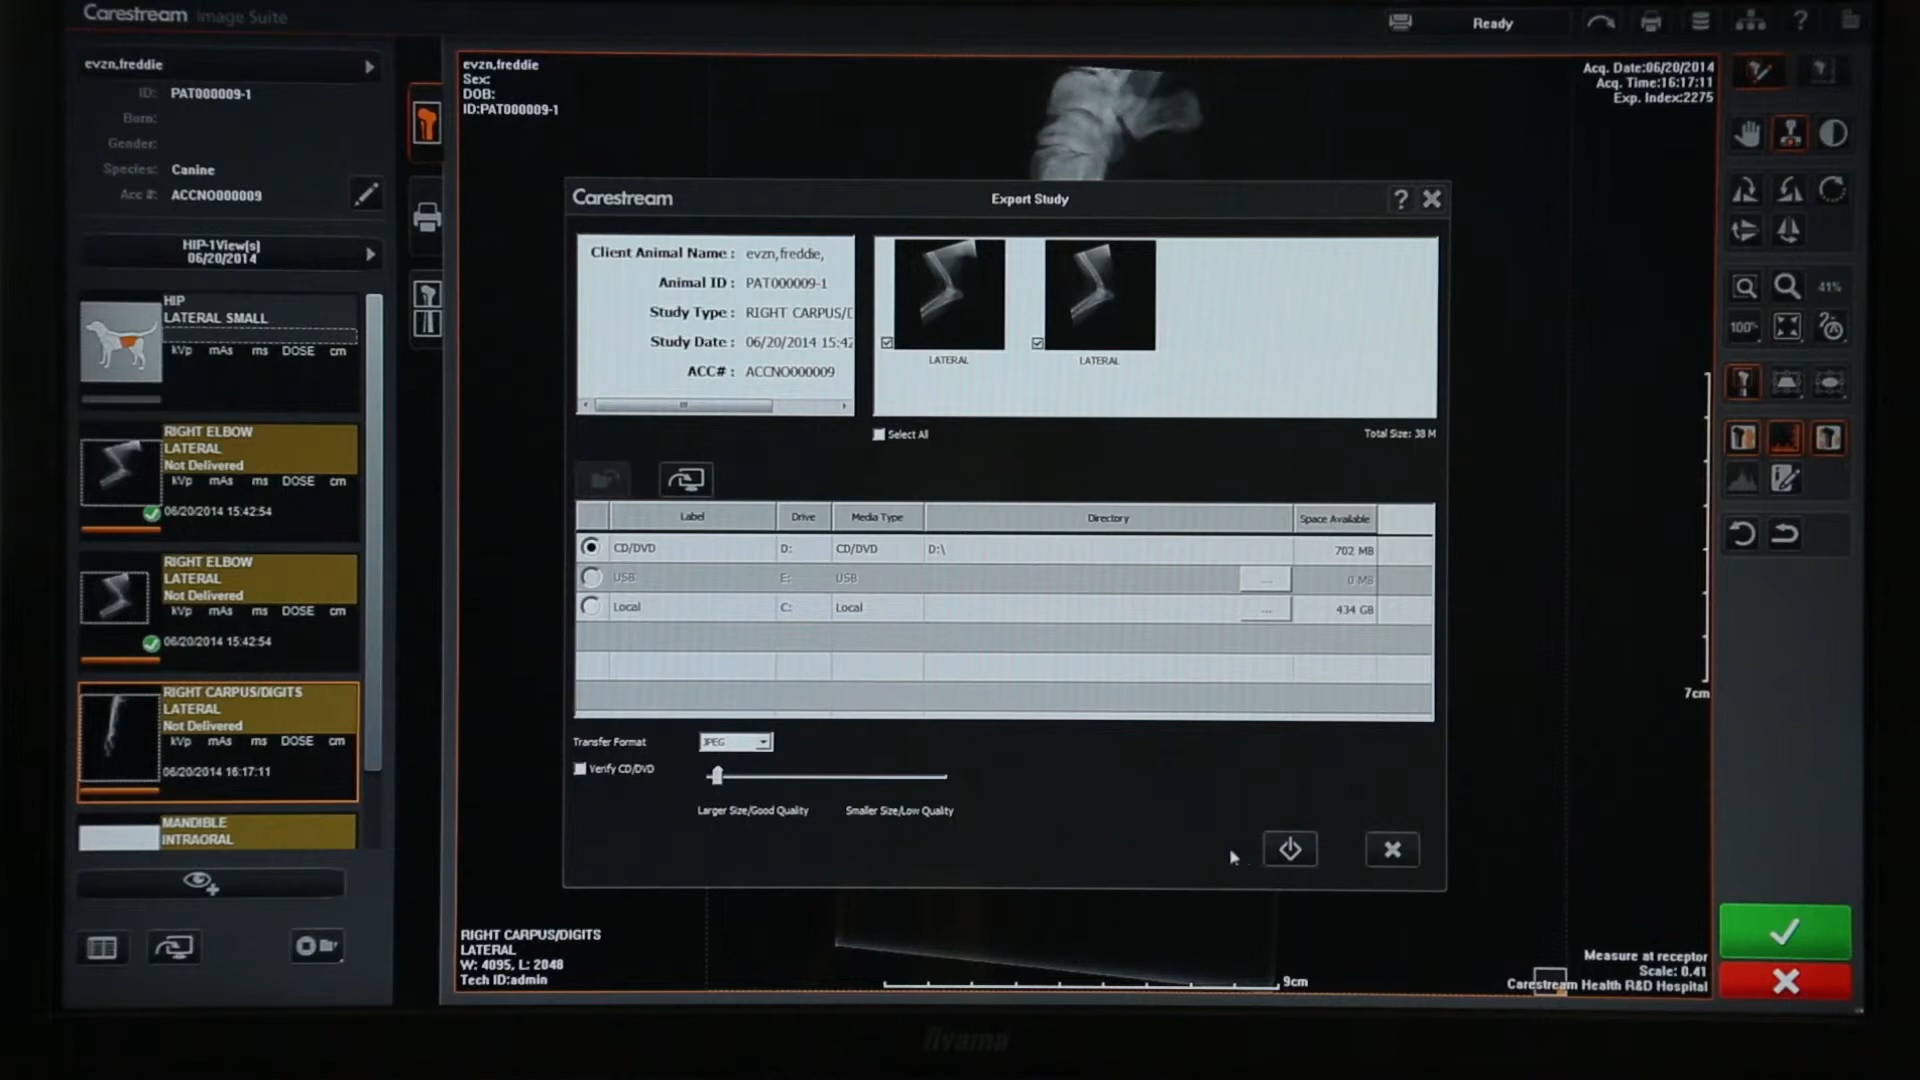 Carestream Image Suite
Ready
evzn,freddie
ID: PAT000009-1
Born:
Gender:
Species: Canine
Acc #: ACCNO000009
HIP-1View(s)
06/20/2014
HIP
LATERAL SMALL
kVp mAs ms DOSE cm
RIGHT ELBOW
LATERAL
Not Delivered
kVp mAs ms DOSE cm
06/20/2014 15:42:54
RIGHT ELBOW
LATERAL
Not Delivered
kVp mAs ms DOSE cm
06/20/2014 15:42:54
RIGHT CARPUS/DIGITS
LATERAL
Not Delivered
kVp mAs ms DOSE cm
06/20/2014 16:17:11
MANDIBLE
INTRAORAL
evzn,freddie
Sex:
DOB:
ID:PAT000009-1
Acq. Date:06/20/2014
Acq. Time:16:17:11
Exp. Index:2275
Carestream Export Study ?
Client Animal Name : evzn,freddie,
Animal ID : PAT000009-1
Study Type : RIGHT CARPUS/D
Study Date : 06/20/2014 15:42
ACC# : ACCNO000009
LATERAL LATERAL
Select All
Total Size: 38 M
Label Drive Media Type Directory Space Available
CD/DVD D: CD/DVD D:\ 702 MB
USB E: USB ... 0 MB
Local C: Local ... 434 GB
Transfer Format JPEG
Verify CD/DVD
Larger Size/Good Quality Smaller Size/Low Quality
41%
100%
7cm
9cm
RIGHT CARPUS/DIGITS
LATERAL
W: 4095, L: 2048
Tech ID:admin
Measure at receptor
Scale: 0.41
Carestream Health R&D Hospital
iiyama